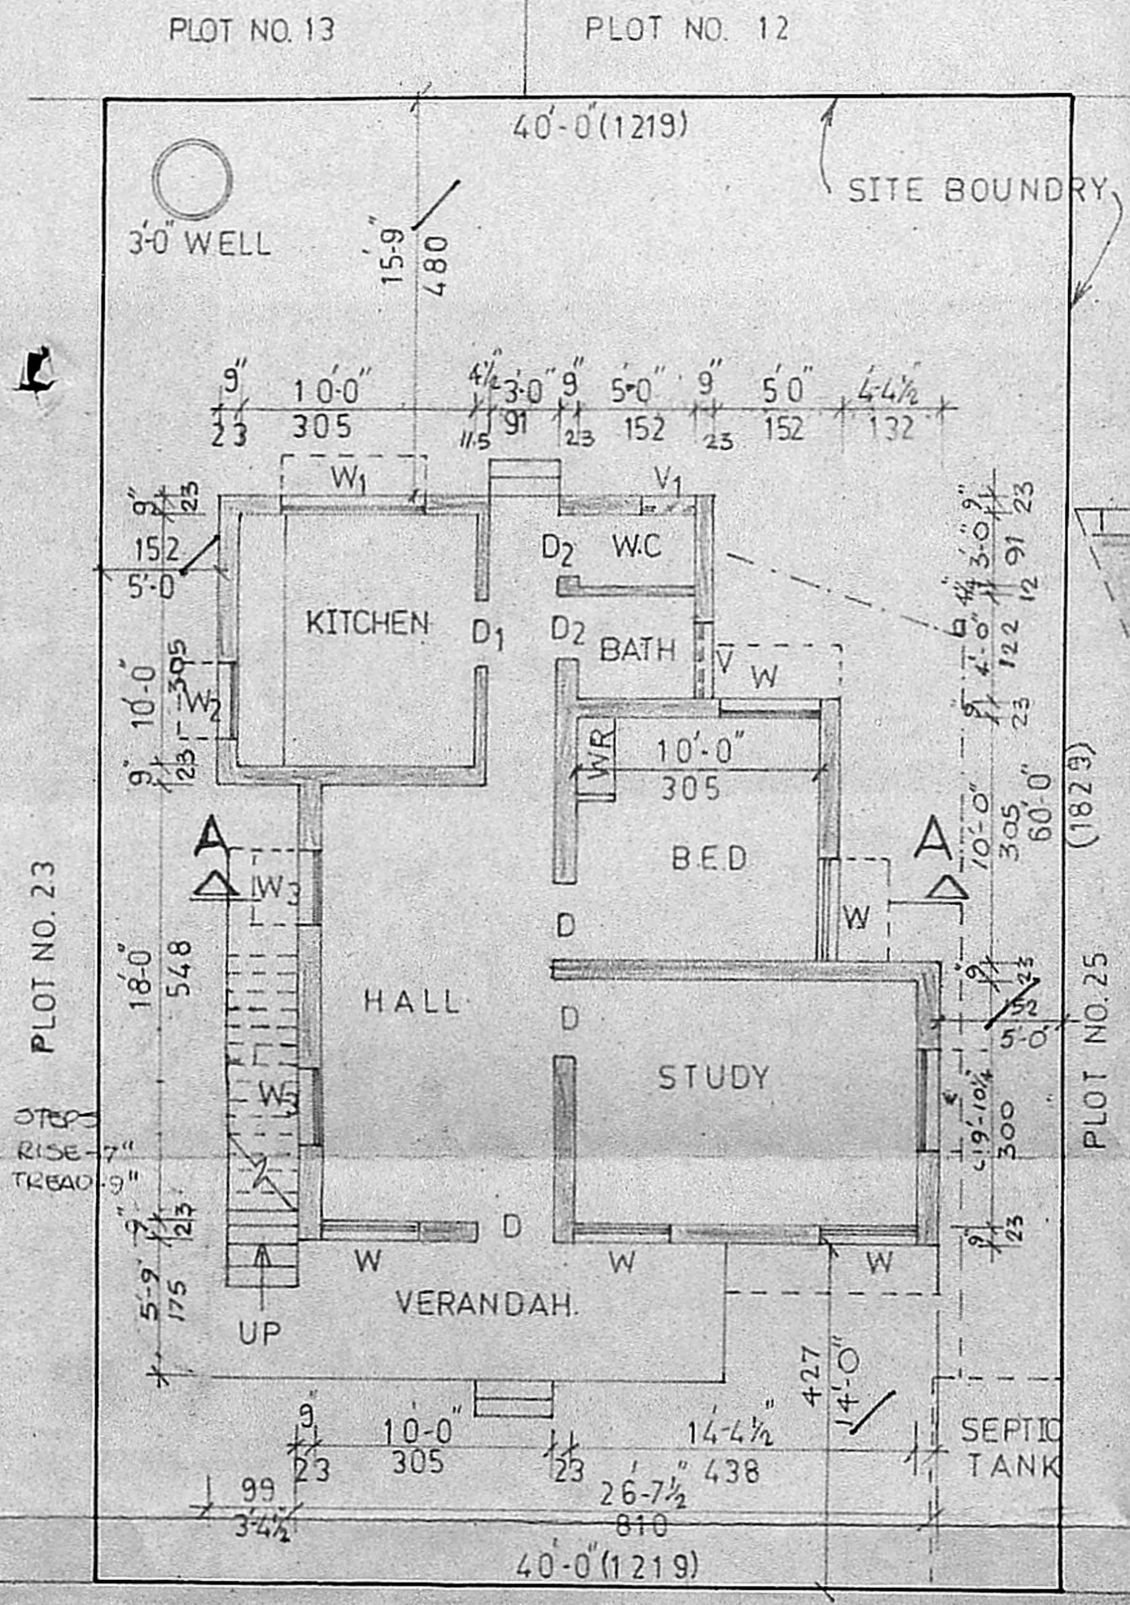 PLOT NO. 13
PLOT NO. 12
40'-0"(1219)
SITE BOUNDRY
3'-0" WELL
15'-9"
480
9"
10'-0"
4½"
3'-0"
9"
5'-0"
9"
5'0"
4'-4½"
23
305
11.5
91
23
152
23
152
132
W1
V1
9"
23
152
5'-0
D2
W.C
KITCHEN
D1
D2
BATH
V
W
9"
23
3'-0"
91
4½"
12
4'-0"
122
9"
23
10'-0"
305
W2
9"
23
WR
10'-0"
305
10'-0"
305
60'-0"
(1829)
A
A
B.E.D
W3
D
W
PLOT NO. 23
18'-0"
548
HALL
D
9"
23
152
5'-0"
PLOT NO. 25
STUDY
W3
STEPS
RISE-7"
TREAD-9"
9'-10¼"
300
9"
23
D
9"
23
W
W
W
VERANDAH.
5'-9"
175
UP
427
14'-0"
9"
10'-0"
14'-4½"
23
305
23
438
SEPTIC
TANK
99
3'-4½"
26'-7½"
810
40'-0"(1219)